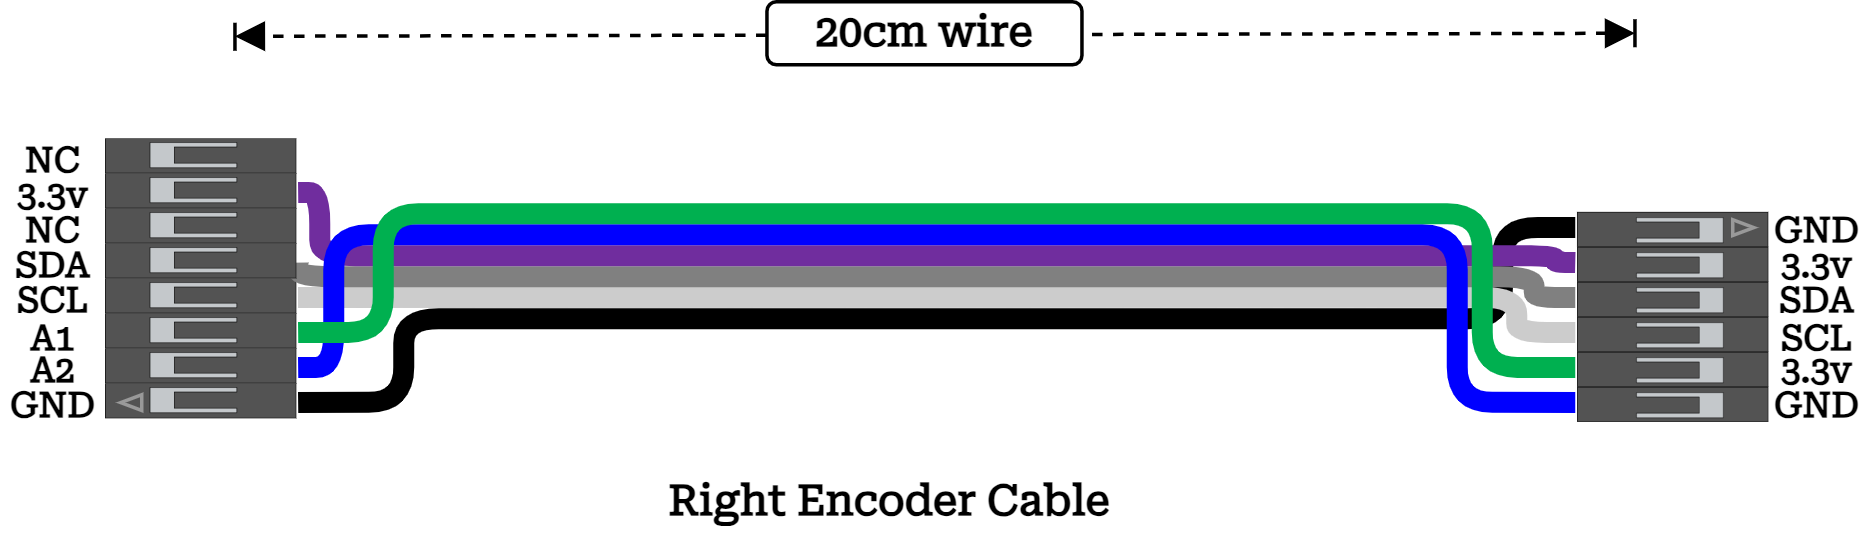 20cm wire
NC
3.3v
NC
SDA
SCL
A1
A2
GND
GND
3.3v
SDA
SCL
3.3v
GND
Right Encoder Cable